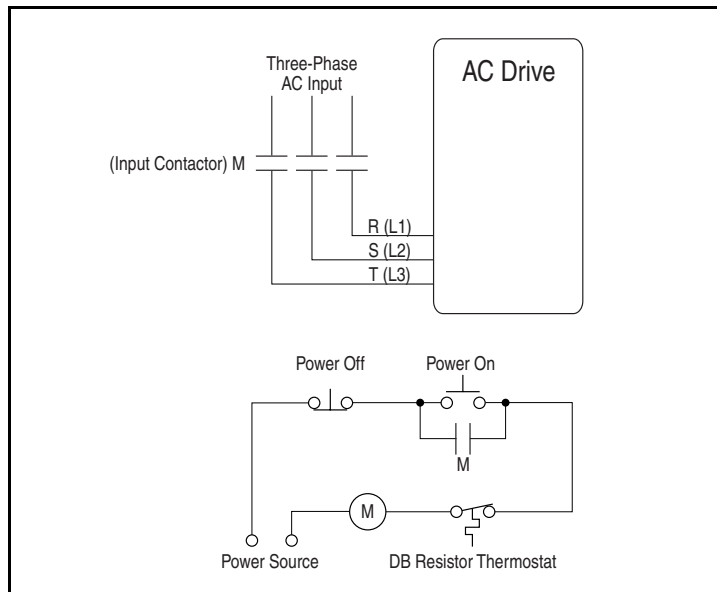 Three-Phase
AC Input
AC Drive
(Input Contactor) M
R (L1)
S (L2)
T (L3)
Power Off
Power On
M
M
Power Source
DB Resistor Thermostat